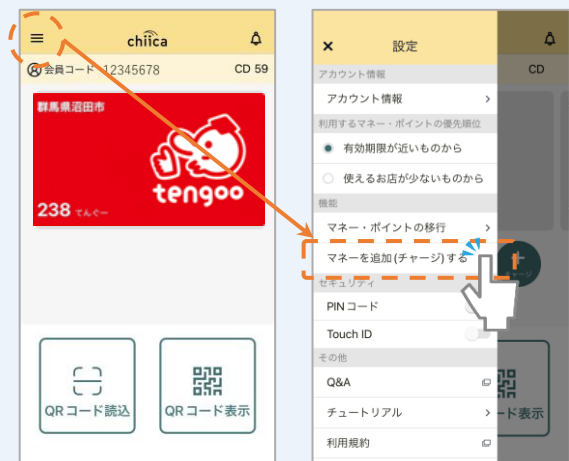 chiica
会員コード 12345678 CD 59
群馬県沼田市
tengoo
238 てんぐー
QRコード読込
QRコード表示
× 設定
アカウント情報
アカウント情報 >
利用するマネー・ポイントの優先順位
有効期限が近いものから
使えるお店が少ないものから
機能
マネー・ポイントの移行 >
マネーを追加(チャージ)する
セキュリティ
PINコード
Touch ID
その他
Q&A
チュートリアル >
利用規約
CD
チャージ
ード表示